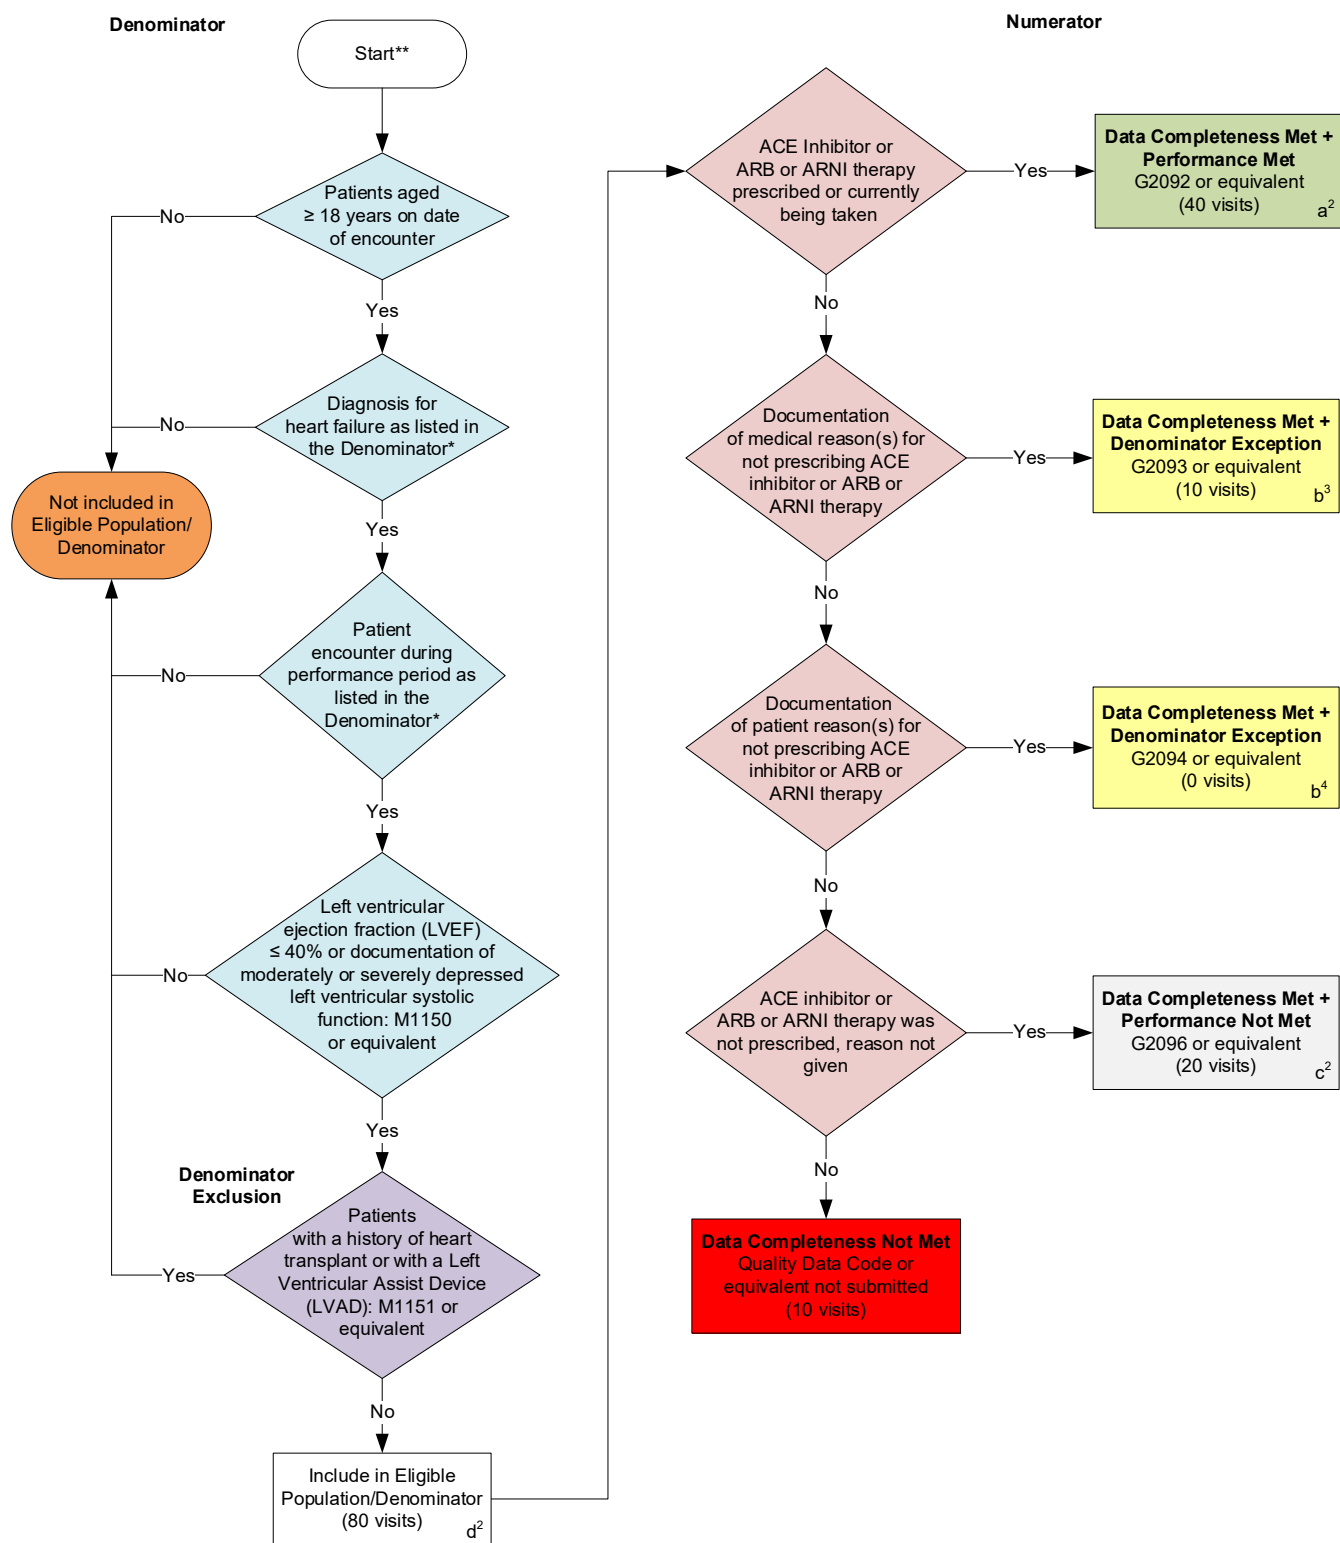 Denominator
Start**
Patients aged
≥ 18 years on date
of encounter
No
Yes
Diagnosis for
heart failure as listed in
the Denominator*
No
Not included in
Eligible Population/
Denominator
Yes
Patient
encounter during
performance period as
listed in the
Denominator*
No
Yes
Left ventricular
ejection fraction (LVEF)
≤ 40% or documentation of
moderately or severely depressed
left ventricular systolic
function: M1150
or equivalent
No
Yes
Denominator
Exclusion
Patients
with a history of heart
transplant or with a Left
Ventricular Assist Device
(LVAD): M1151 or
equivalent
Yes
No
Include in Eligible
Population/Denominator
(80 visits)
d²
Numerator
ACE Inhibitor or
ARB or ARNI therapy
prescribed or currently
being taken
Yes
Data Completeness Met +
Performance Met
G2092 or equivalent
(40 visits)
a²
No
Documentation
of medical reason(s) for
not prescribing ACE
inhibitor or ARB or
ARNI therapy
Yes
Data Completeness Met +
Denominator Exception
G2093 or equivalent
(10 visits)
b³
No
Documentation
of patient reason(s) for
not prescribing ACE
inhibitor or ARB or
ARNI therapy
Yes
Data Completeness Met +
Denominator Exception
G2094 or equivalent
(0 visits)
b⁴
No
ACE inhibitor or
ARB or ARNI therapy was
not prescribed, reason not
given
Yes
Data Completeness Met +
Performance Not Met
G2096 or equivalent
(20 visits)
c²
No
Data Completeness Not Met
Quality Data Code or
equivalent not submitted
(10 visits)